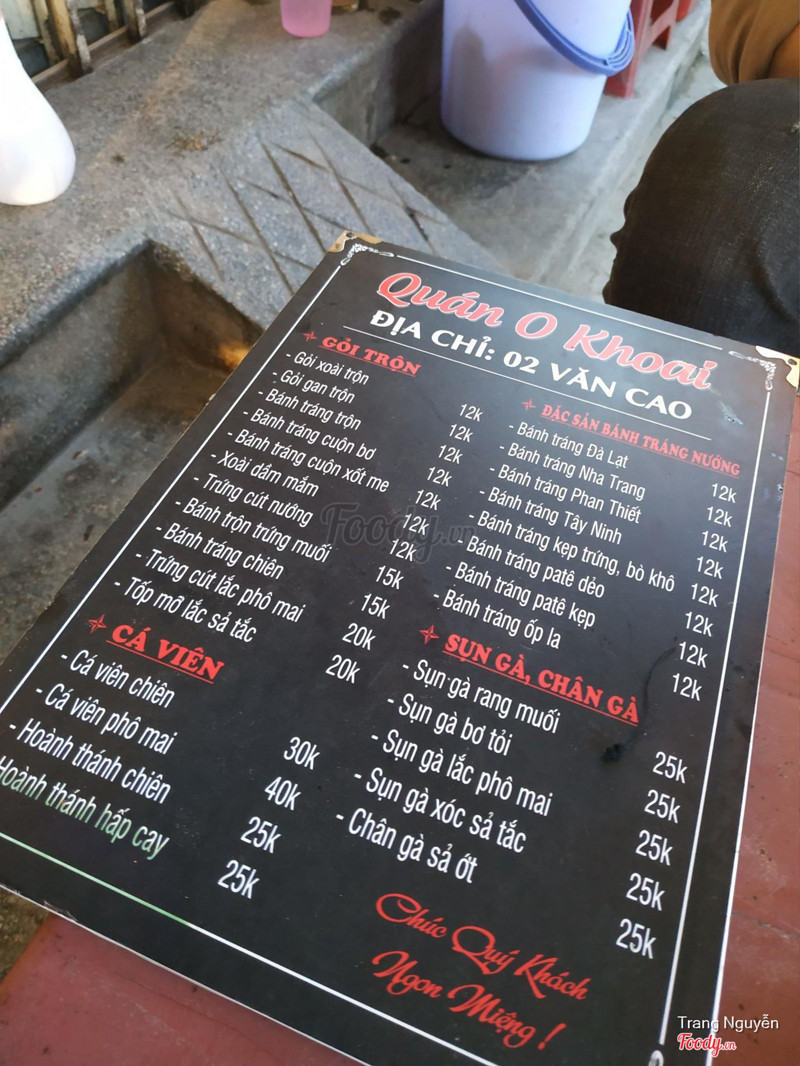 Quán O Khoai
ĐỊA CHỈ: 02 VĂN CAO
GỎI TRỘN
- Gỏi xoài trộn 12k
- Gỏi gan trộn 12k
- Bánh tráng trộn 12k
- Bánh tráng cuộn bơ 12k
- Bánh tráng cuộn xốt me 12k
- Xoài dầm mắm 12k
- Trứng cút nướng 12k
- Bánh trộn trứng muối 15k
- Bánh tráng chiên 15k
- Trứng cút lắc phô mai 20k
- Tốp mỡ lắc sả tắc 20k
CÁ VIÊN
- Cá viên chiên 30k
- Cá viên phô mai 40k
- Hoành thánh chiên 25k
Hoành thánh hấp cay 25k
ĐẶC SẢN BÁNH TRÁNG NƯỚNG
- Bánh tráng Đà Lạt 12k
- Bánh tráng Nha Trang 12k
- Bánh tráng Phan Thiết 12k
- Bánh tráng Tây Ninh 12k
- Bánh tráng kẹp trứng, bò khô 12k
- Bánh tráng patê dẻo 12k
- Bánh tráng patê kẹp 12k
- Bánh tráng ốp la 12k
SỤN GÀ, CHÂN GÀ
- Sụn gà rang muối 25k
- Sụn gà bơ tỏi 25k
- Sụn gà lắc phô mai 25k
- Sụn gà xóc sả tắc 25k
- Chân gà sả ớt 25k
Chúc Quý Khách
Ngon Miệng !
Foody.vn
Trang Nguyễn
Foody.vn